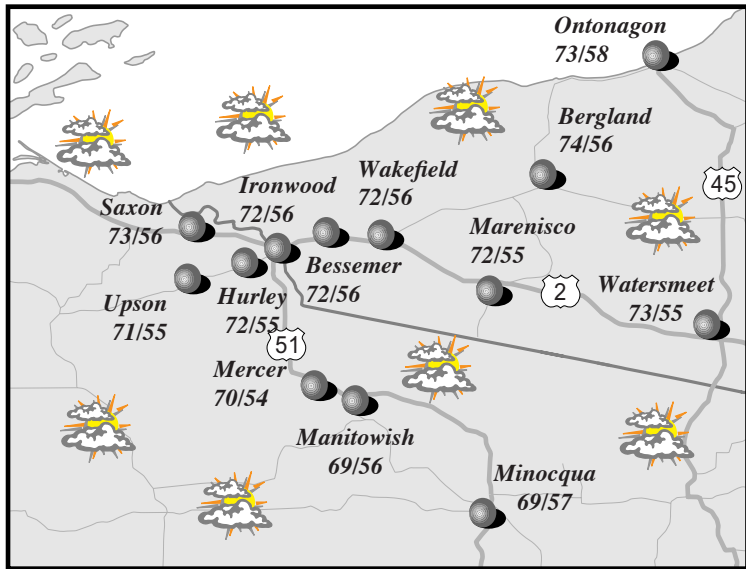 Ontonagon
73/58
Bergland
74/56
Wakefield
72/56
Ironwood
72/56
45
Saxon
73/56
Marenisco
72/55
Bessemer
72/56
Watersmeet
73/55
2
Upson
71/55
Hurley
72/55
51
Mercer
70/54
Manitowish
69/56
Minocqua
69/57